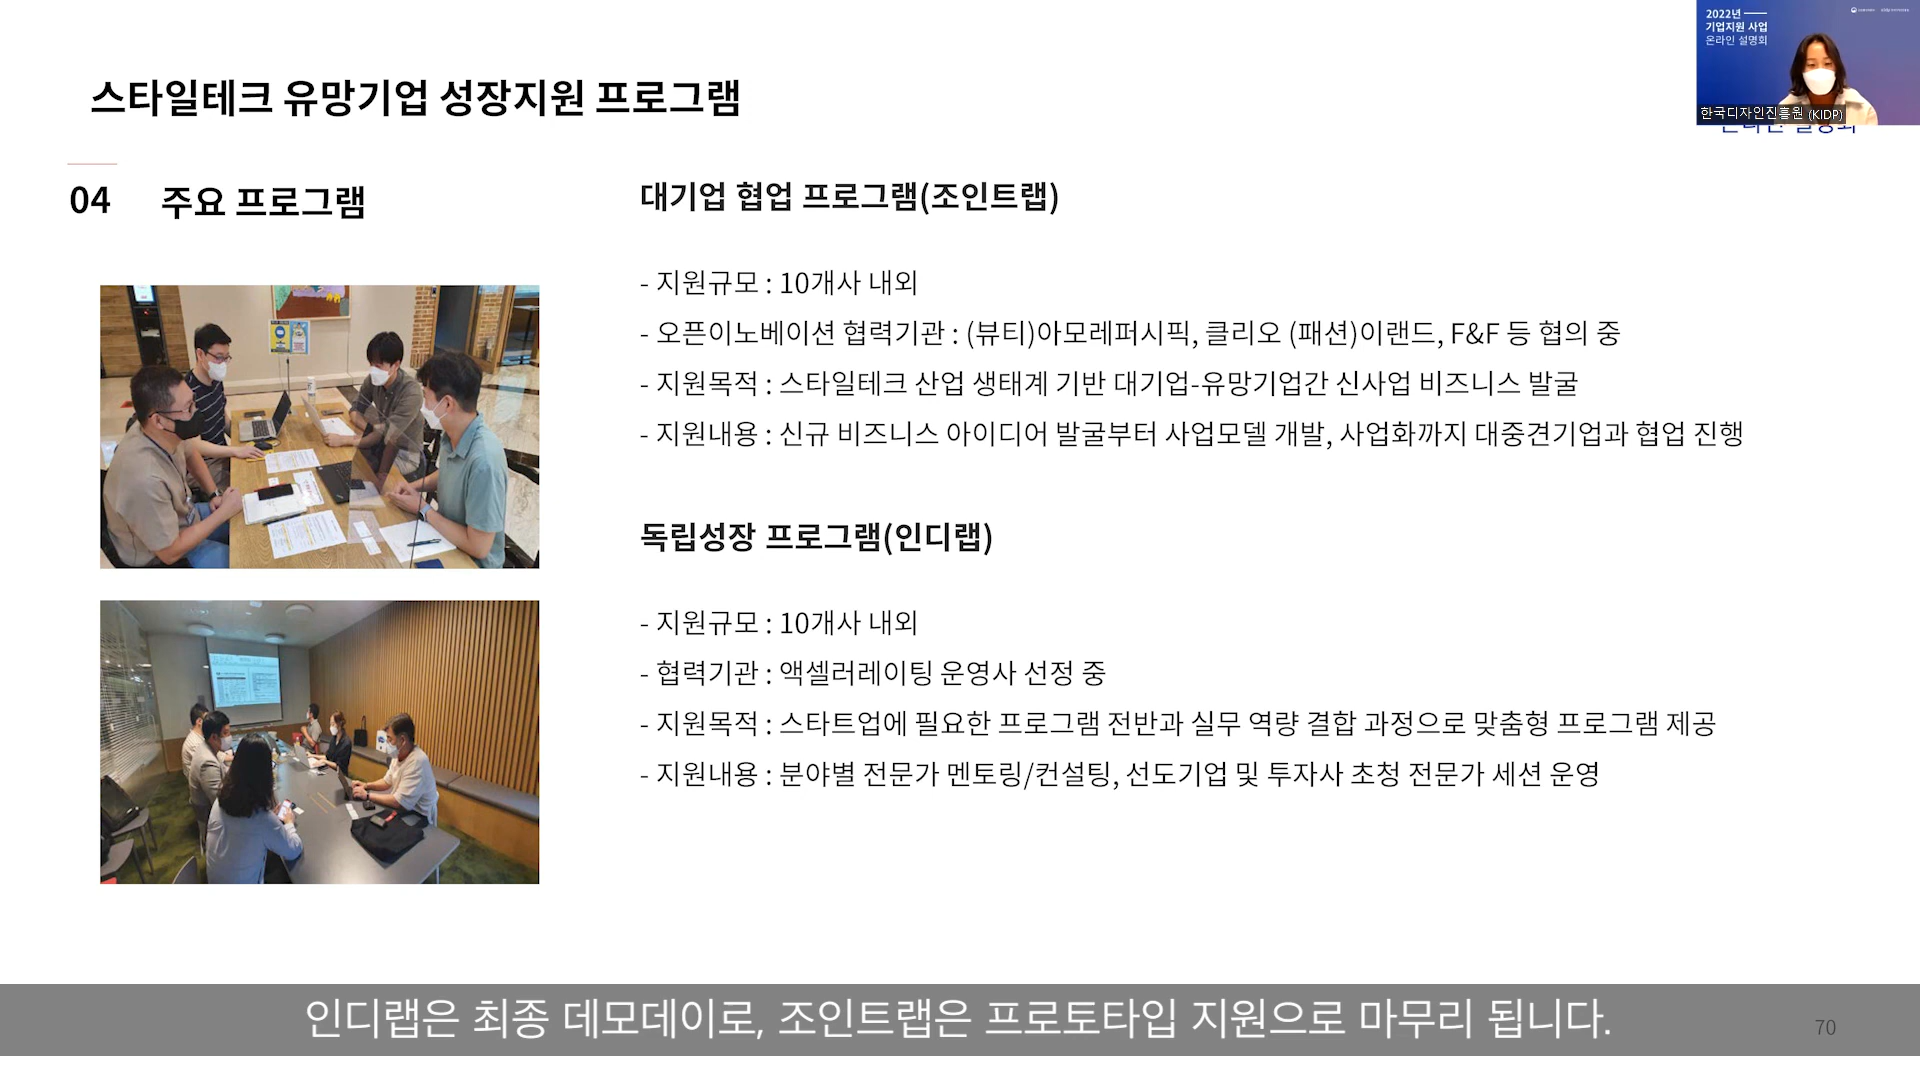 2022년
기업지원 사업
온라인 설명회
한국디자인진흥원 (KIDP)
스타일테크 유망기업 성장지원 프로그램
04 주요 프로그램
대기업 협업 프로그램(조인트랩)
- 지원규모 : 10개사 내외
- 오픈이노베이션 협력기관 : (뷰티)아모레퍼시픽, 클리오 (패션)이랜드, F&F 등 협의 중
- 지원목적 : 스타일테크 산업 생태계 기반 대기업-유망기업간 신사업 비즈니스 발굴
- 지원내용 : 신규 비즈니스 아이디어 발굴부터 사업모델 개발, 사업화까지 대중견기업과 협업 진행
독립성장 프로그램(인디랩)
- 지원규모 : 10개사 내외
- 협력기관 : 액셀러레이팅 운영사 선정 중
- 지원목적 : 스타트업에 필요한 프로그램 전반과 실무 역량 결합 과정으로 맞춤형 프로그램 제공
- 지원내용 : 분야별 전문가 멘토링/컨설팅, 선도기업 및 투자사 초청 전문가 세션 운영
인디랩은 최종 데모데이로, 조인트랩은 프로토타입 지원으로 마무리 됩니다.
70